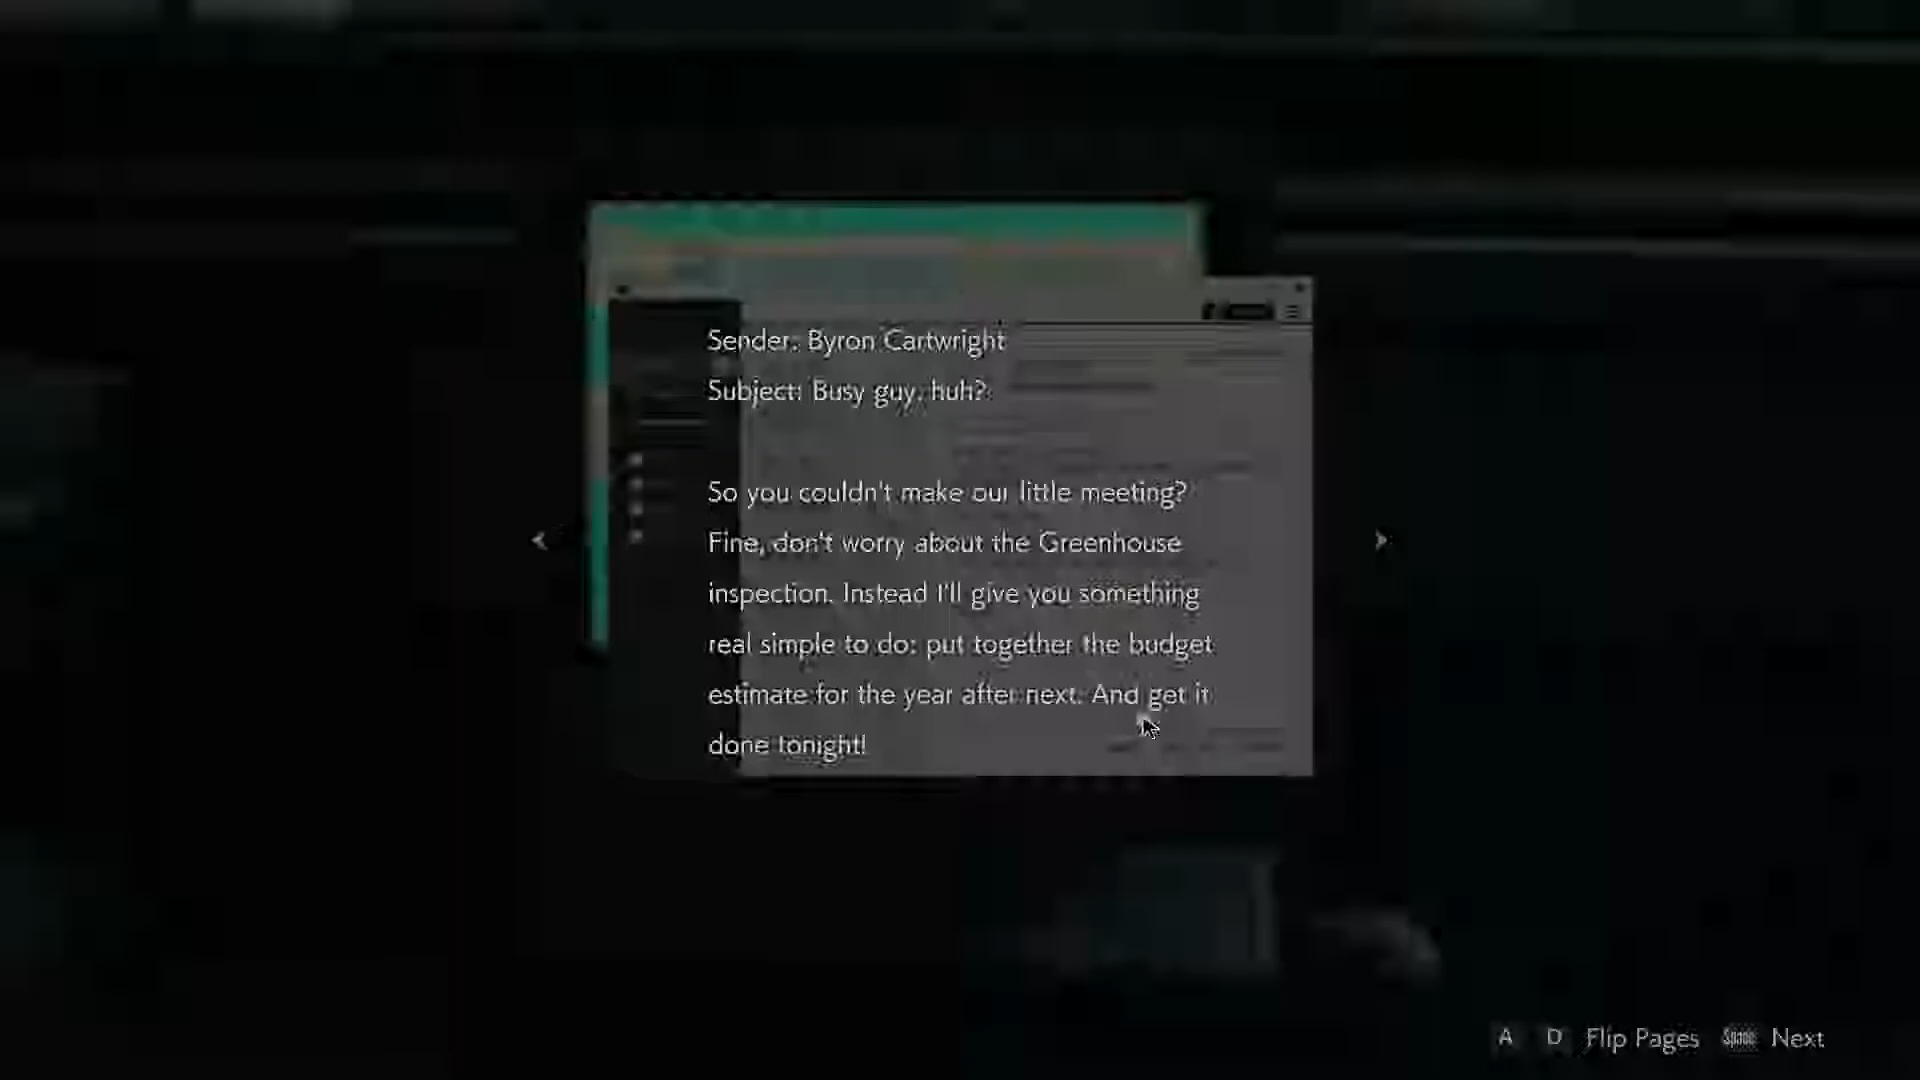 Sender: Byron Cartwright
Subject: Busy guy, huh?
So you couldn't make our little meeting?
Fine, don't worry about the Greenhouse
inspection. Instead I'll give you something
real simple to do: put together the budget
estimate for the year after next. And get it
done tonight!
A D Flip Pages Space Next